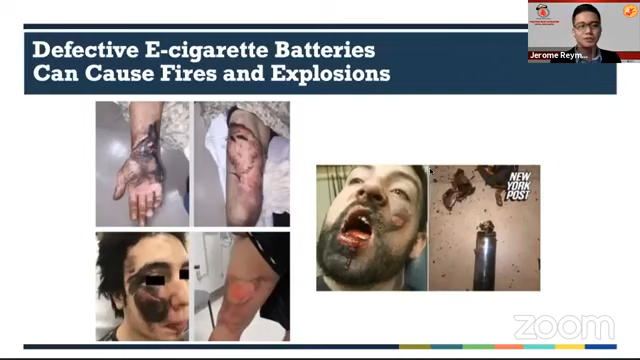 Defective E-cigarette Batteries
Can Cause Fires and Explosions
Jerome Reym...
NEW
YORK
POST
zoom